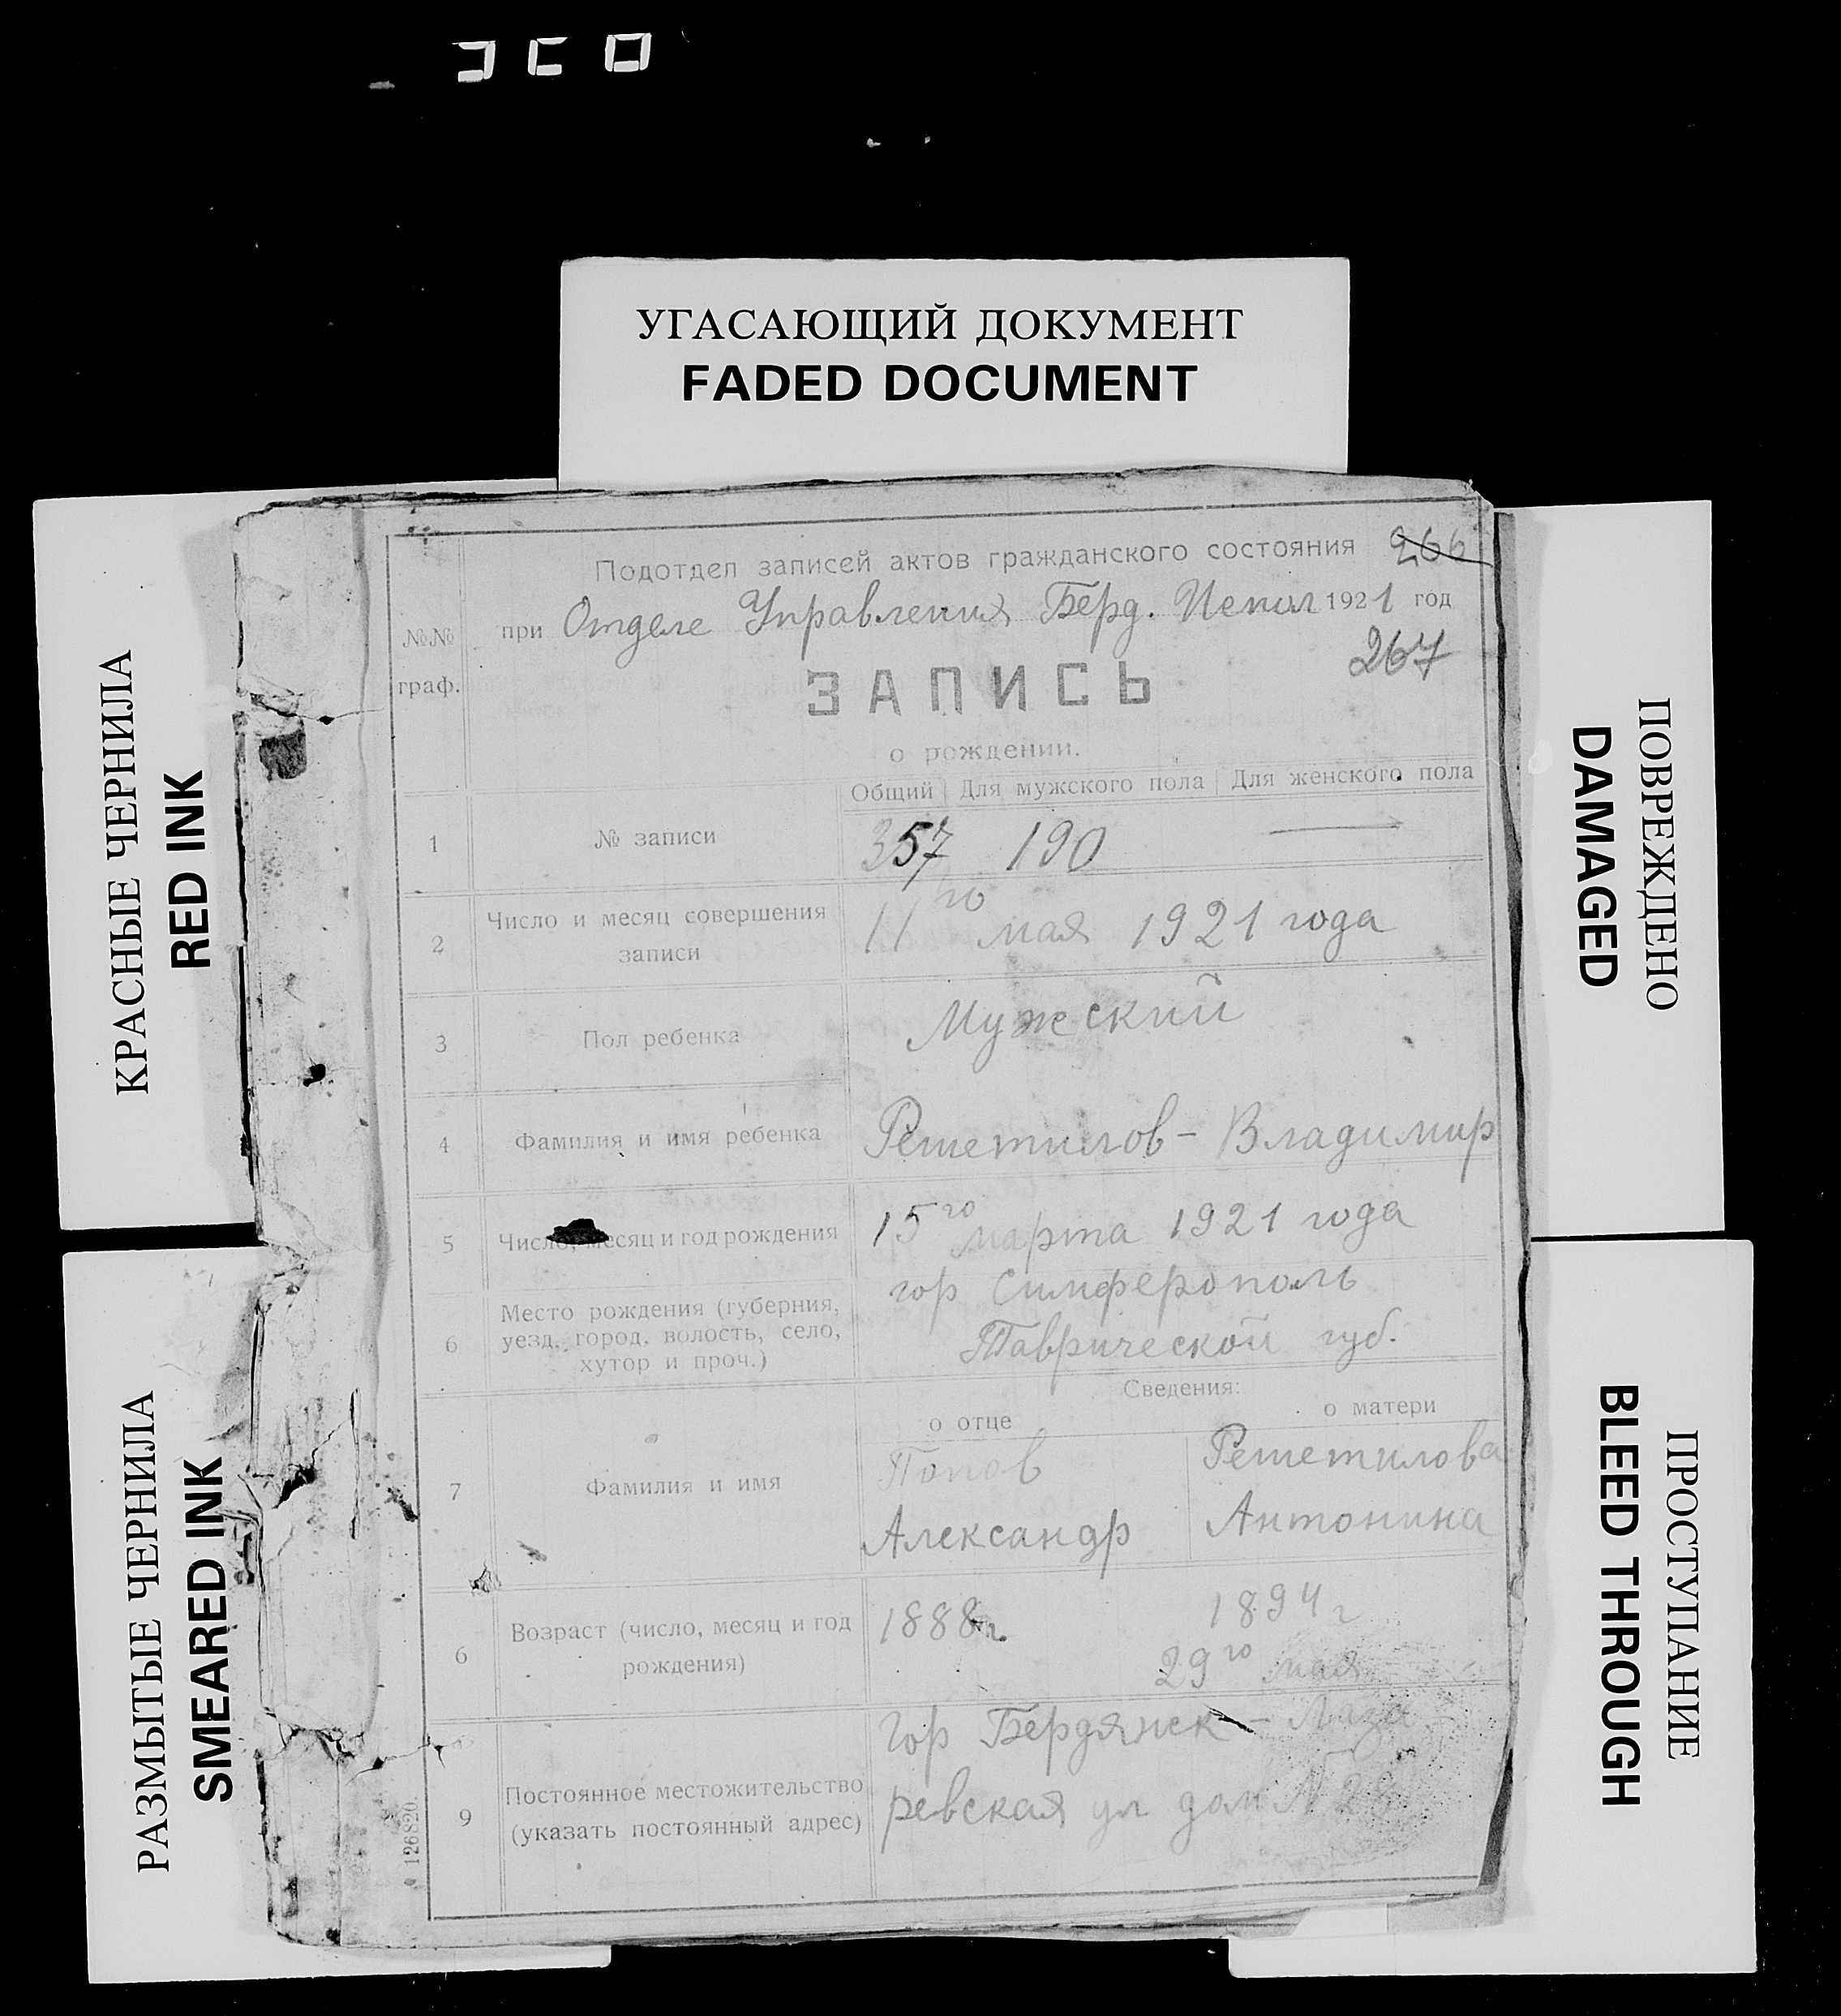 УГАСАЮЩИЙ ДОКУМЕНТ
FADED DOCUMENT
КРАСНЫЕ ЧЕРНИЛА
RED INK
РАЗМЫТЫЕ ЧЕРНИЛА
SMEARED INK
ПОВРЕЖДЕНО
DAMAGED
ПРОСТУПАНИЕ
BLEED THROUGH
Подотдел записей актов гражданского состояния 266
при Отделе Управления Берд. 1921 год
267
№№
граф.
ЗАПИСЬ
о рождении.
Общий Для мужского пола Для женского пола
1 № записи 357 190 —
2 Число и месяц совершения
записи
11го мая 1921 года
3 Пол ребенка Мужский
4 Фамилия и имя ребенка Решетилов - Владимир
5 Число, месяц и год рождения 15го марта 1921 года
6 Место рождения (губерния,
уезд, город, волость, село,
хутор и проч.)
гор Симферополь
Таврической губ.
Сведения:
о отце о матери
7 Фамилия и имя
Попов Решетилова
Александр Антонина
6 Возраст (число, месяц и год
рождения)
1888г. 1894г
29го мая
9 Постоянное местожительство
(указать постоянный адрес)
гор Бердянск - Лаза
ревская ул дом N 28
126820.